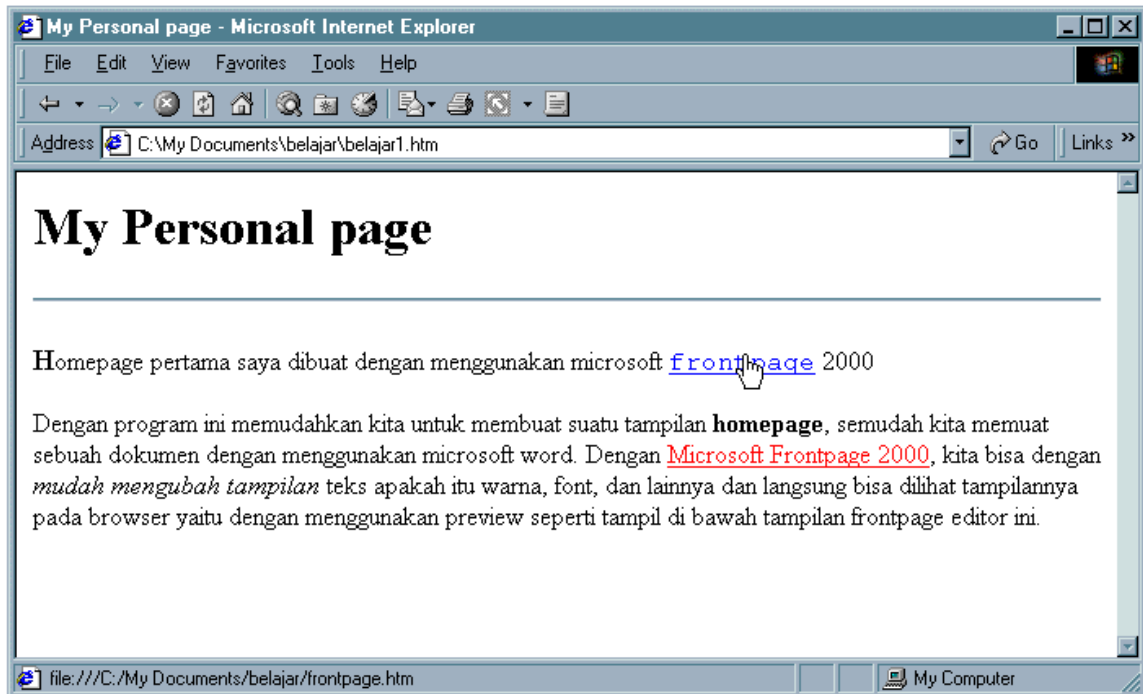 My Personal page - Microsoft Internet Explorer
File Edit View Favorites Tools Help
Address C:\My Documents\belajar\belajar1.htm Go Links »
My Personal page
Homepage pertama saya dibuat dengan menggunakan microsoft frontpage 2000
Dengan program ini memudahkan kita untuk membuat suatu tampilan homepage, semudah kita memuat
sebuah dokumen dengan menggunakan microsoft word. Dengan Microsoft Frontpage 2000, kita bisa dengan
mudah mengubah tampilan teks apakah itu warna, font, dan lainnya dan langsung bisa dilihat tampilannya
pada browser yaitu dengan menggunakan preview seperti tampil di bawah tampilan frontpage editor ini.
file:///C:/My Documents/belajar/frontpage.htm My Computer